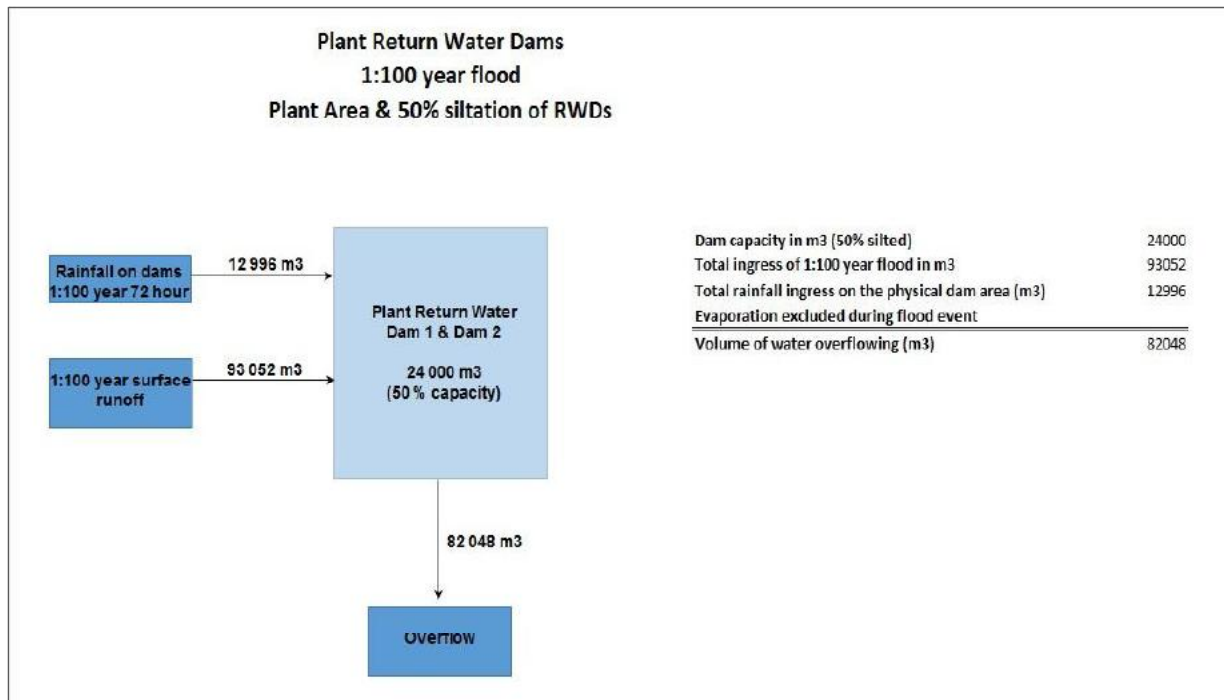 Plant Return Water Dams
1:100 year flood
Plant Area & 50% siltation of RWDs
Rainfall on dams
1:100 year 72 hour
12 996 m3
1:100 year surface
runoff
93 052 m3
Plant Return Water
Dam 1 & Dam 2
24 000 m3
(50 % capacity)
82 048 m3
Overflow
Dam capacity in m3 (50% silted) 24000
Total ingress of 1:100 year flood in m3 93052
Total rainfall ingress on the physical dam area (m3) 12996
Evaporation excluded during flood event
Volume of water overflowing (m3) 82048